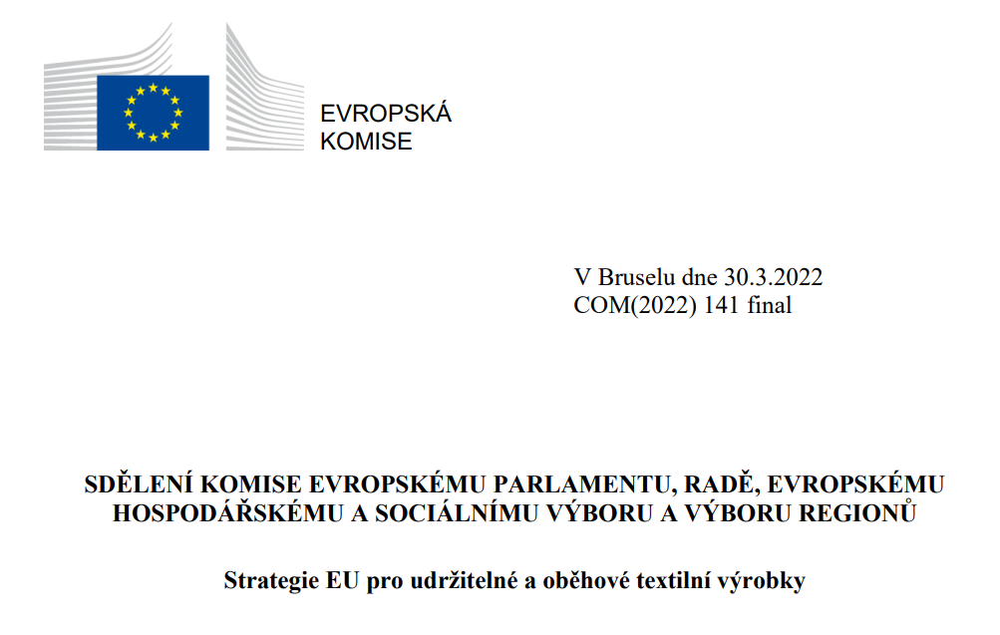 EVROPSKÁ
KOMISE
V Bruselu dne 30.3.2022
COM(2022) 141 final
SDĚLENÍ KOMISE EVROPSKÉMU PARLAMENTU, RADĚ, EVROPSKÉMU
HOSPODÁŘSKÉMU A SOCIÁLNÍMU VÝBORU A VÝBORU REGIONŮ
Strategie EU pro udržitelné a oběhové textilní výrobky